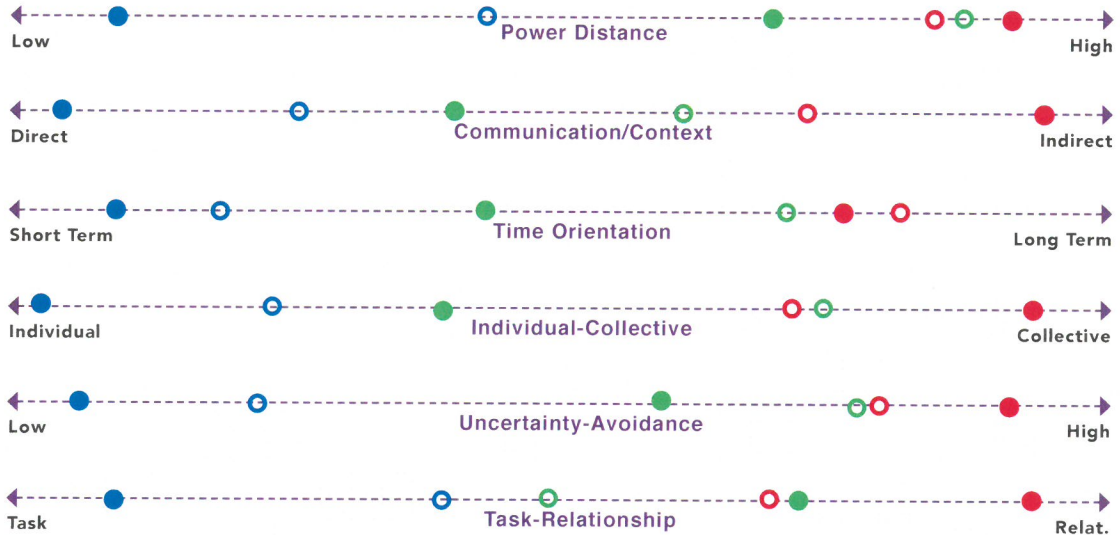 Power Distance
Low
High
Communication/Context
Direct
Indirect
Time Orientation
Short Term
Long Term
Individual-Collective
Individual
Collective
Uncertainty-Avoidance
Low
High
Task-Relationship
Task
Relat.